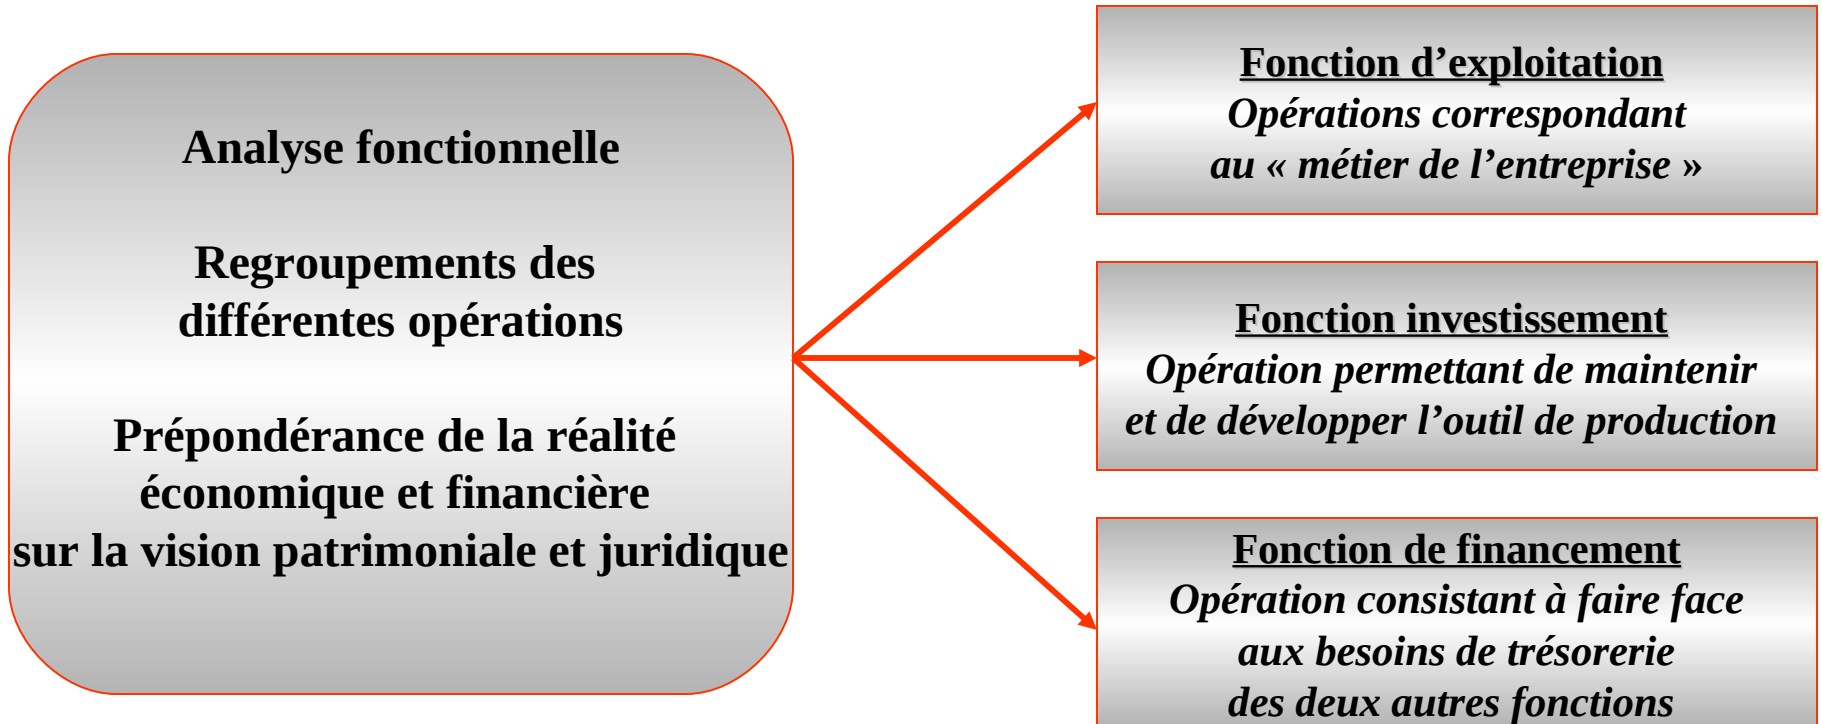 Analyse fonctionnelle
Regroupements des
différentes opérations
Prépondérance de la réalité
économique et financière
sur la vision patrimoniale et juridique
Fonction d’exploitation
Opérations correspondant
au « métier de l’entreprise »
Fonction investissement
Opération permettant de maintenir
et de développer l’outil de production
Fonction de financement
Opération consistant à faire face
aux besoins de trésorerie
des deux autres fonctions